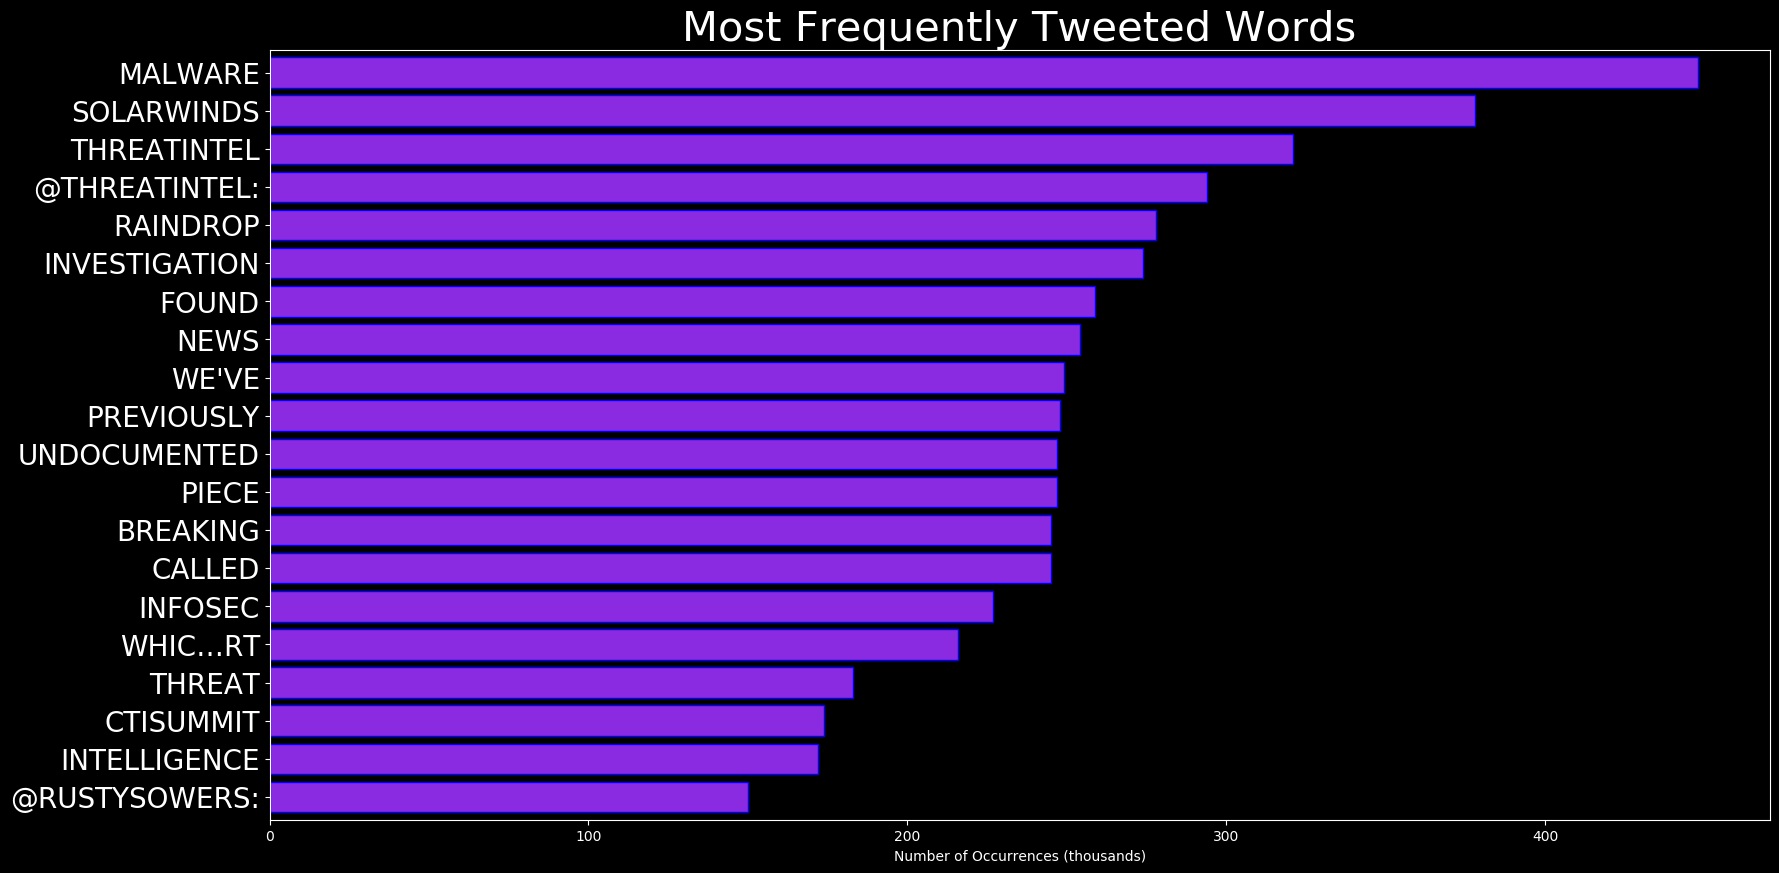 Most Frequently Tweeted Words
MALWARE
SOLARWINDS
THREATINTEL
@THREATINTEL:
RAINDROP
INVESTIGATION
FOUND
NEWS
WE'VE
PREVIOUSLY
UNDOCUMENTED
PIECE
BREAKING
CALLED
INFOSEC
WHIC…RT
THREAT
CTISUMMIT
INTELLIGENCE
@RUSTYSOWERS:
0 100 200 300 400
Number of Occurrences (thousands)